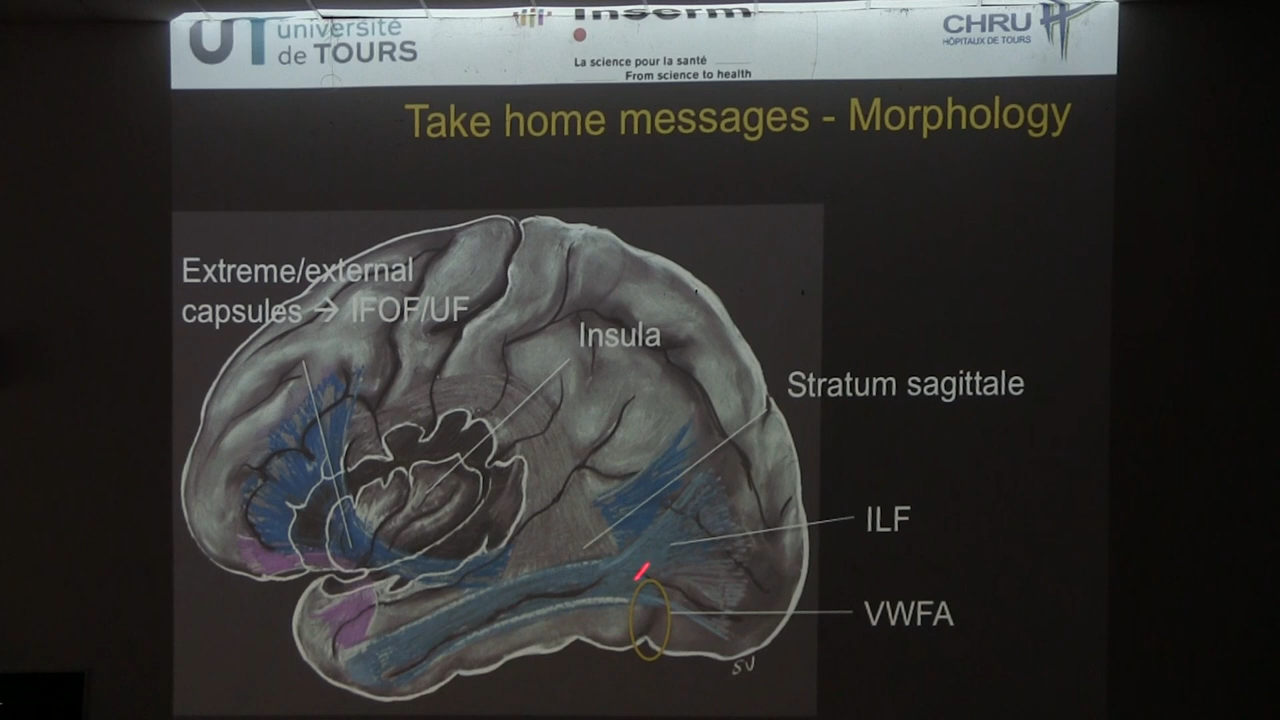 UT université
de TOURS
Inserm
La science pour la santé
From science to health
CHRU
HÔPITAUX DE TOURS
Take home messages - Morphology
Extreme/external
capsules → IFOF/UF
Insula
Stratum sagittale
ILF
VWFA
SV